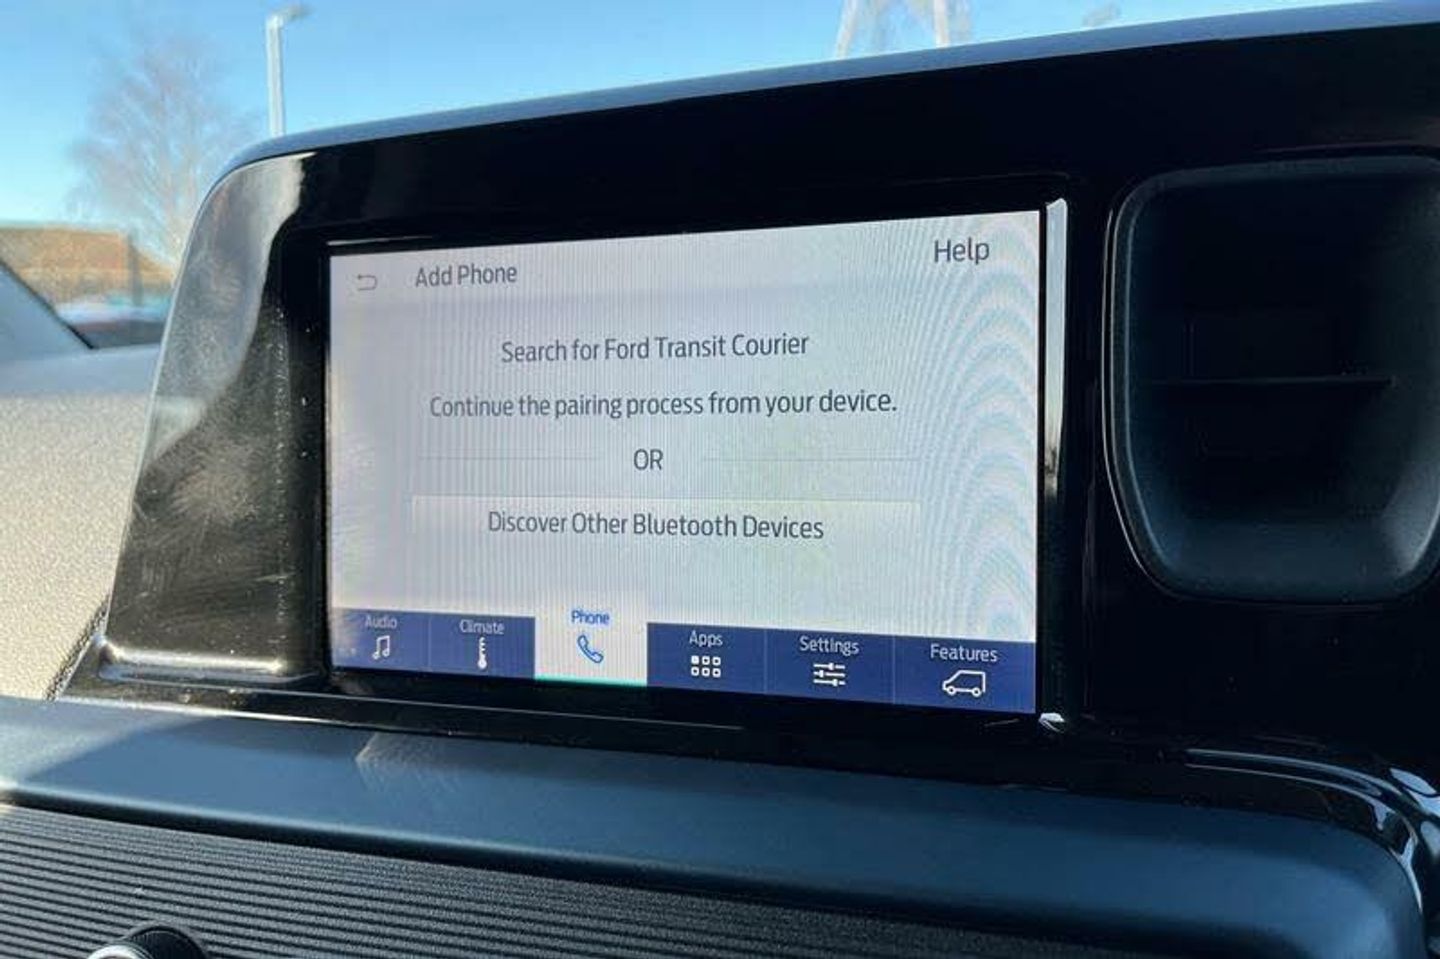 Add Phone
Help
Search for Ford Transit Courier
Continue the pairing process from your device.
OR
Discover Other Bluetooth Devices
Audio
Climate
Phone
Apps
Settings
Features